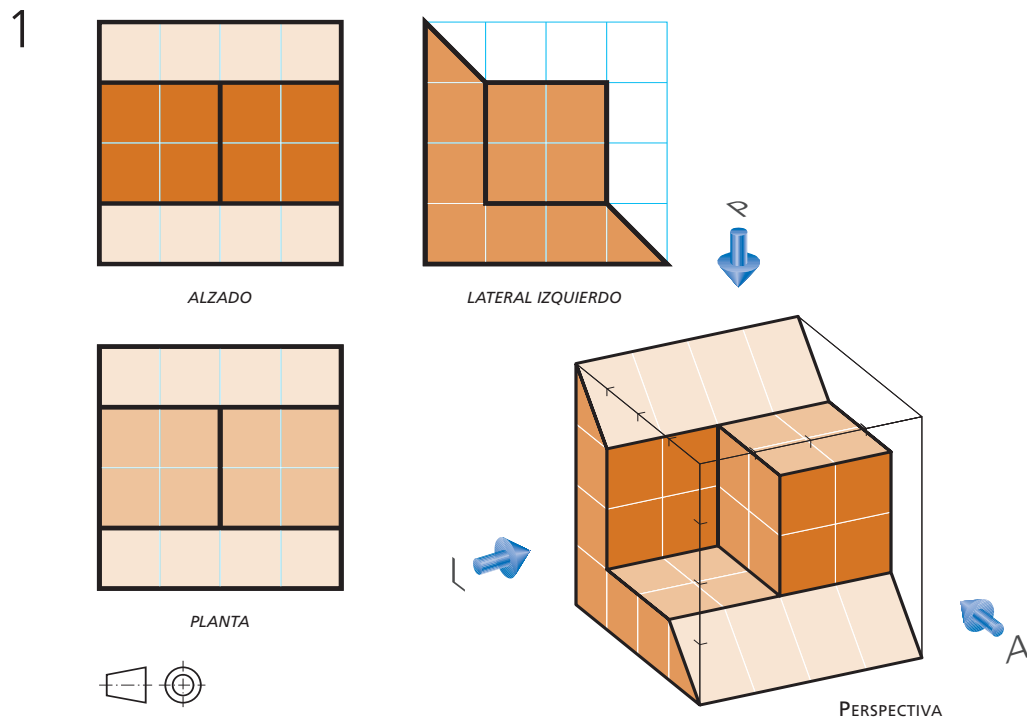 1
ALZADO
LATERAL IZQUIERDO
P
PLANTA
L
A
PERSPECTIVA